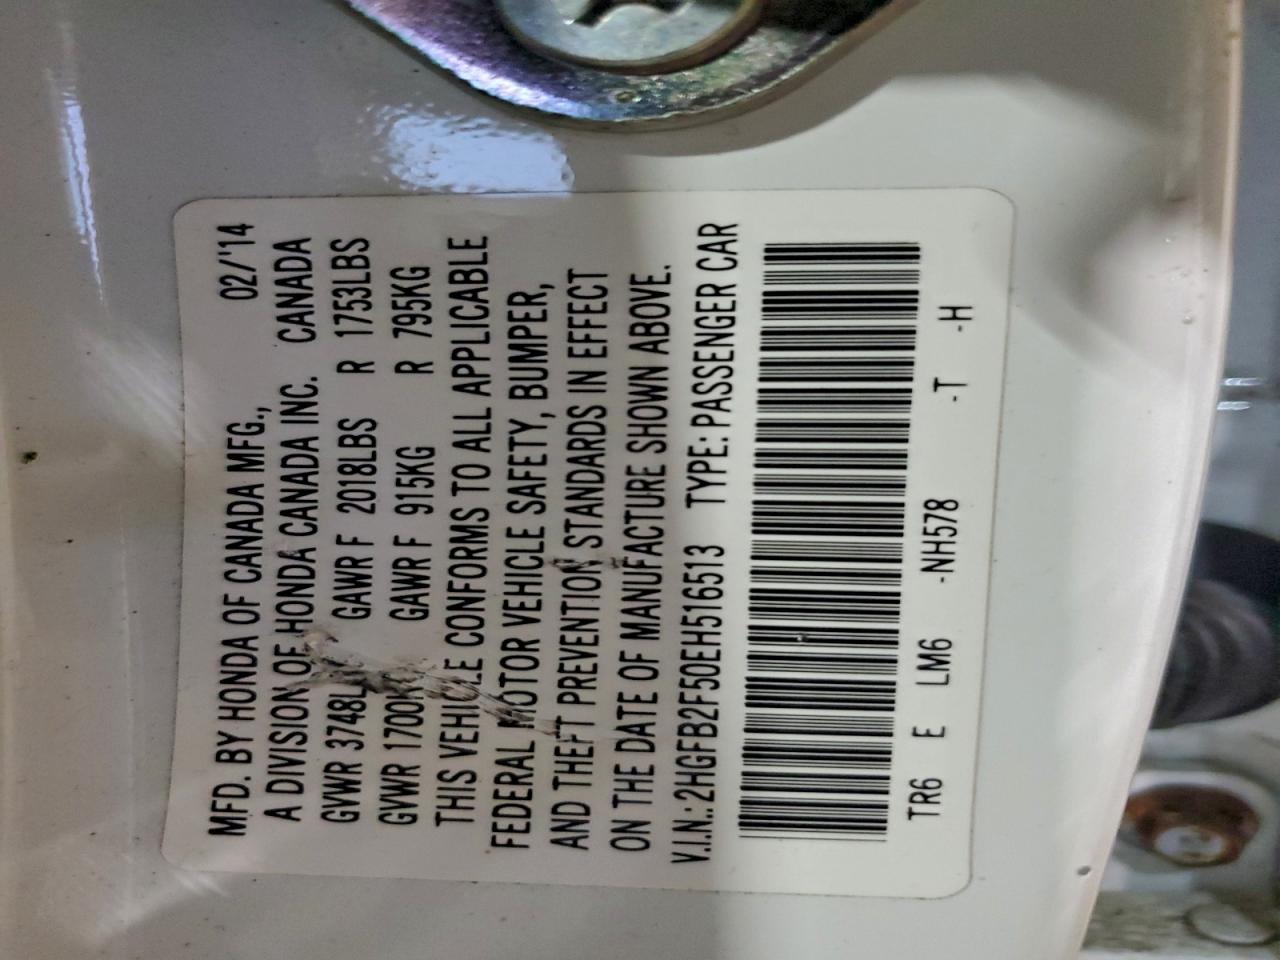 MFD. BY HONDA OF CANADA MFG., 02/'14
A DIVISION OF HONDA CANADA INC. CANADA
GVWR 3748L GAWR F 2018LBS R 1753LBS
GVWR 1700K GAWR F 915KG R 795KG
THIS VEHICLE CONFORMS TO ALL APPLICABLE
FEDERAL MOTOR VEHICLE SAFETY, BUMPER,
AND THEFT PREVENTION STANDARDS IN EFFECT
ON THE DATE OF MANUFACTURE SHOWN ABOVE.
V.I.N.: 2HGFB2F50EH516513 TYPE: PASSENGER CAR
TR6 E LM6 -NH578 -T -H